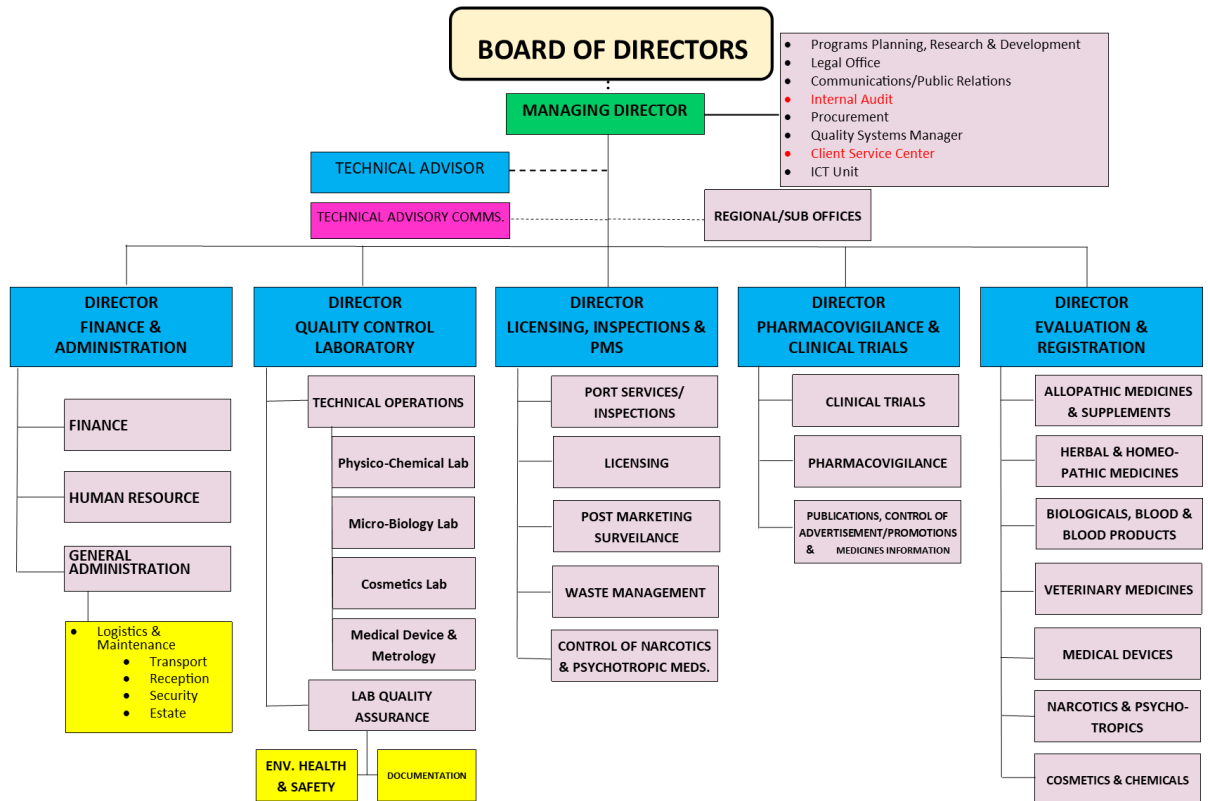 BOARD OF DIRECTORS
• Programs Planning, Research & Development
• Legal Office
• Communications/Public Relations
• Internal Audit
• Procurement
• Quality Systems Manager
• Client Service Center
• ICT Unit
MANAGING DIRECTOR
TECHNICAL ADVISOR
TECHNICAL ADVISORY COMMS.
REGIONAL/SUB OFFICES
DIRECTOR
FINANCE &
ADMINISTRATION
FINANCE
HUMAN RESOURCE
GENERAL
ADMINISTRATION
• Logistics &
Maintenance
• Transport
• Reception
• Security
• Estate
DIRECTOR
QUALITY CONTROL
LABORATORY
TECHNICAL OPERATIONS
Physico-Chemical Lab
Micro-Biology Lab
Cosmetics Lab
Medical Device &
Metrology
LAB QUALITY
ASSURANCE
ENV. HEALTH
& SAFETY
DOCUMENTATION
DIRECTOR
LICENSING, INSPECTIONS &
PMS
PORT SERVICES/
INSPECTIONS
LICENSING
POST MARKETING
SURVEILANCE
WASTE MANAGEMENT
CONTROL OF NARCOTICS
& PSYCHOTROPIC MEDS.
DIRECTOR
PHARMACOVIGILANCE &
CLINICAL TRIALS
CLINICAL TRIALS
PHARMACOVIGILANCE
PUBLICATIONS, CONTROL OF
ADVERTISEMENT/PROMOTIONS
& MEDICINES INFORMATION
DIRECTOR
EVALUATION &
REGISTRATION
ALLOPATHIC MEDICINES
& SUPPLEMENTS
HERBAL & HOMEO-
PATHIC MEDICINES
BIOLOGICALS, BLOOD &
BLOOD PRODUCTS
VETERINARY MEDICINES
MEDICAL DEVICES
NARCOTICS & PSYCHO-
TROPICS
COSMETICS & CHEMICALS